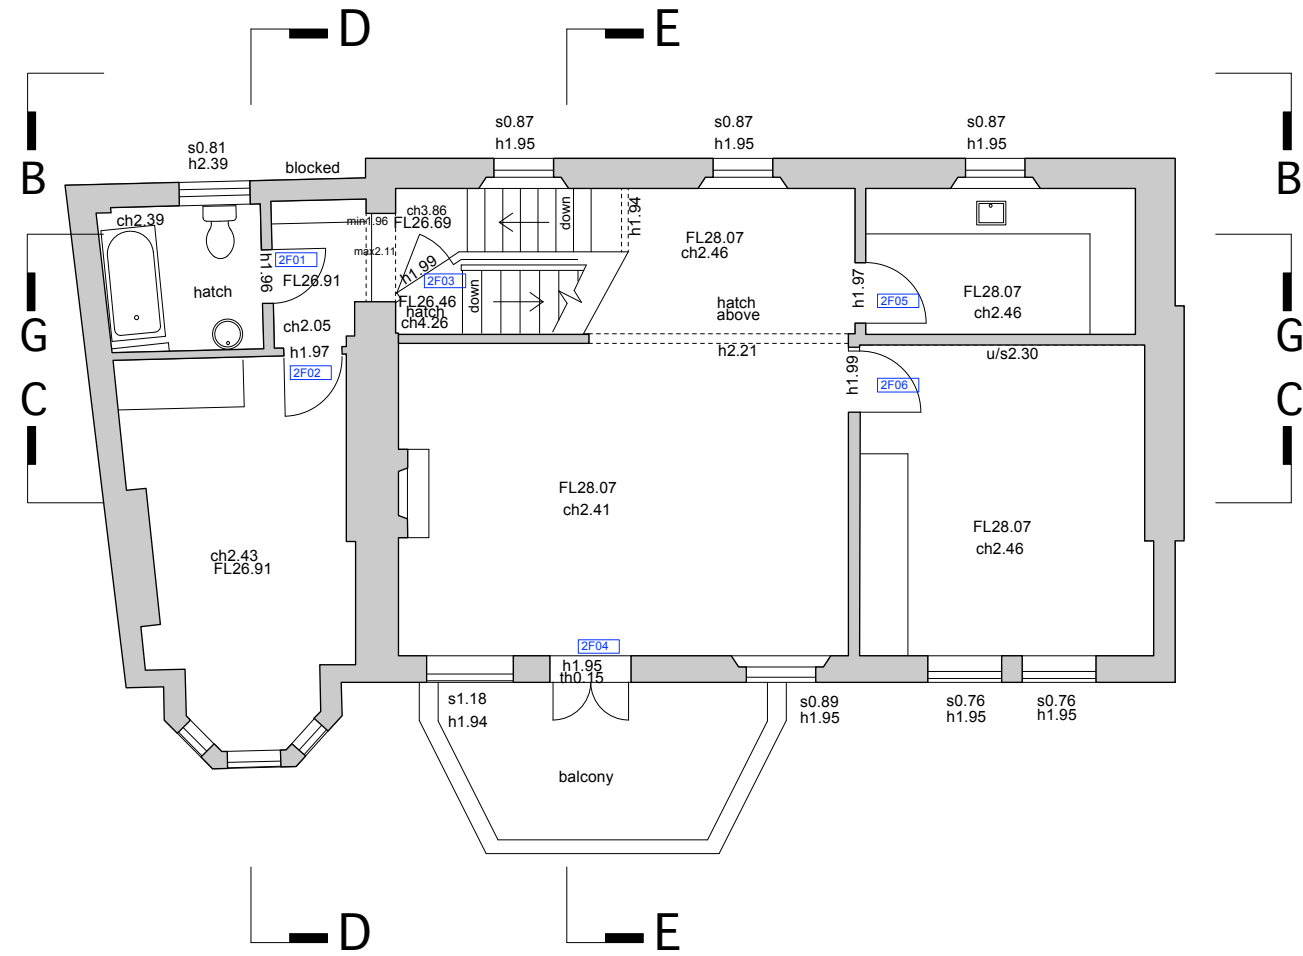 D
E
B
B
s0.81
h2.39
blocked
s0.87
h1.95
s0.87
h1.95
s0.87
h1.95
ch2.39
hatch
h1.96
2F01
FL26.91
min1.96
max2.11
ch3.86
FL26.69
down
h1.94
h1.99
2F03
FL26.46
hatch
ch4.26
down
FL28.07
ch2.46
hatch
above
h1.97
2F05
FL28.07
ch2.46
G
G
ch2.05
h1.97
2F02
h2.21
h1.99
2F06
u/s2.30
C
C
FL28.07
ch2.41
FL28.07
ch2.46
ch2.43
FL26.91
2F04
h1.95
th0.15
s1.18
h1.94
s0.89
h1.95
s0.76
h1.95
s0.76
h1.95
balcony
D
E